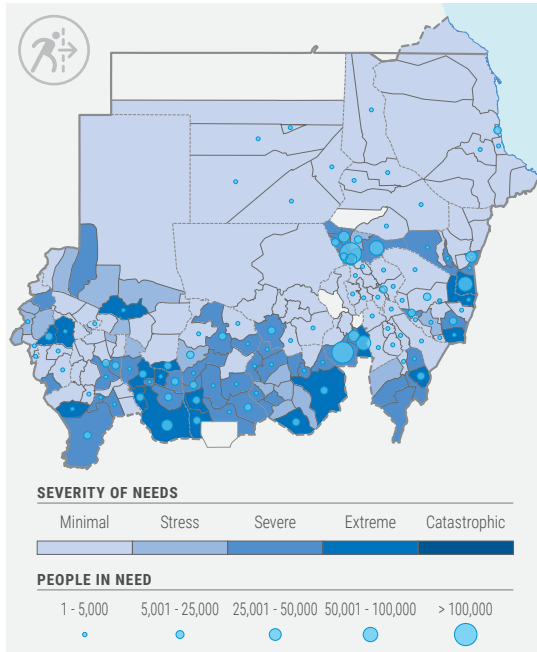 SEVERITY OF NEEDS
Minimal Stress Severe Extreme Catastrophic
PEOPLE IN NEED
1 - 5,000 5,001 - 25,000 25,001 - 50,000 50,001 - 100,000 > 100,000